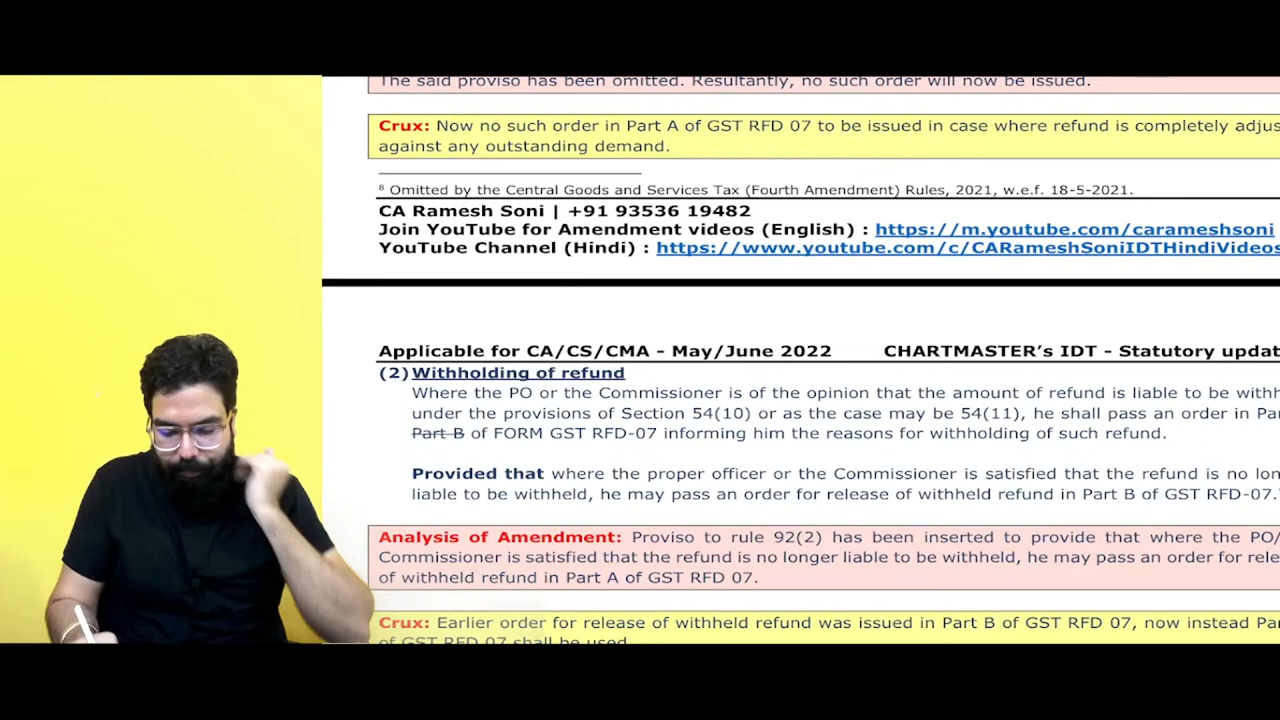 The said proviso has been omitted. Resultantly, no such order will now be issued.
Crux: Now no such order in Part A of GST RFD 07 to be issued in case where refund is completely
against any outstanding demand.
8 Omitted by the Central Goods and Services Tax (Fourth Amendment) Rules, 2021, w.e.f. 18-5-2021.
CA Ramesh Soni | +91 93536 19482
Join YouTube for Amendment videos (English) : https://m.youtube.com/carameshsoni
YouTube Channel (Hindi) : https://www.youtube.com/c/CARameshSoniIDTHindiVideos
Applicable for CA/CS/CMA - May/June 2022 CHARTMASTER's IDT - Statutory
(2) Withholding of refund
Where the PO or the Commissioner is of the opinion that the amount of refund is liable to be
under the provisions of Section 54(10) or as the case may be 54(11), he shall pass an order in
Part B of FORM GST RFD-07 informing him the reasons for withholding of such refund.
Provided that where the proper officer or the Commissioner is satisfied that the refund is no
liable to be withheld, he may pass an order for release of withheld refund in Part B of GST RFD-07.
Analysis of Amendment: Proviso to rule 92(2) has been inserted to provide that where the PO/
Commissioner is satisfied that the refund is no longer liable to be withheld, he may pass an order for
of withheld refund in Part A of GST RFD 07.
Crux: Earlier order for release of withheld refund was issued in Part B of GST RFD 07, now instead
of GST RFD 07 shall be used.